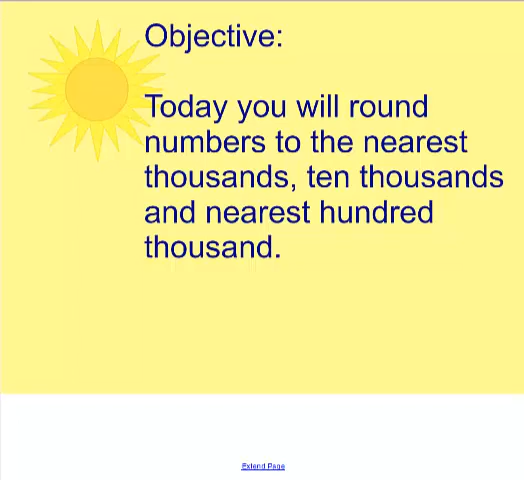 Objective:
Today you will round
numbers to the nearest
thousands, ten thousands
and nearest hundred
thousand.
Extend Page